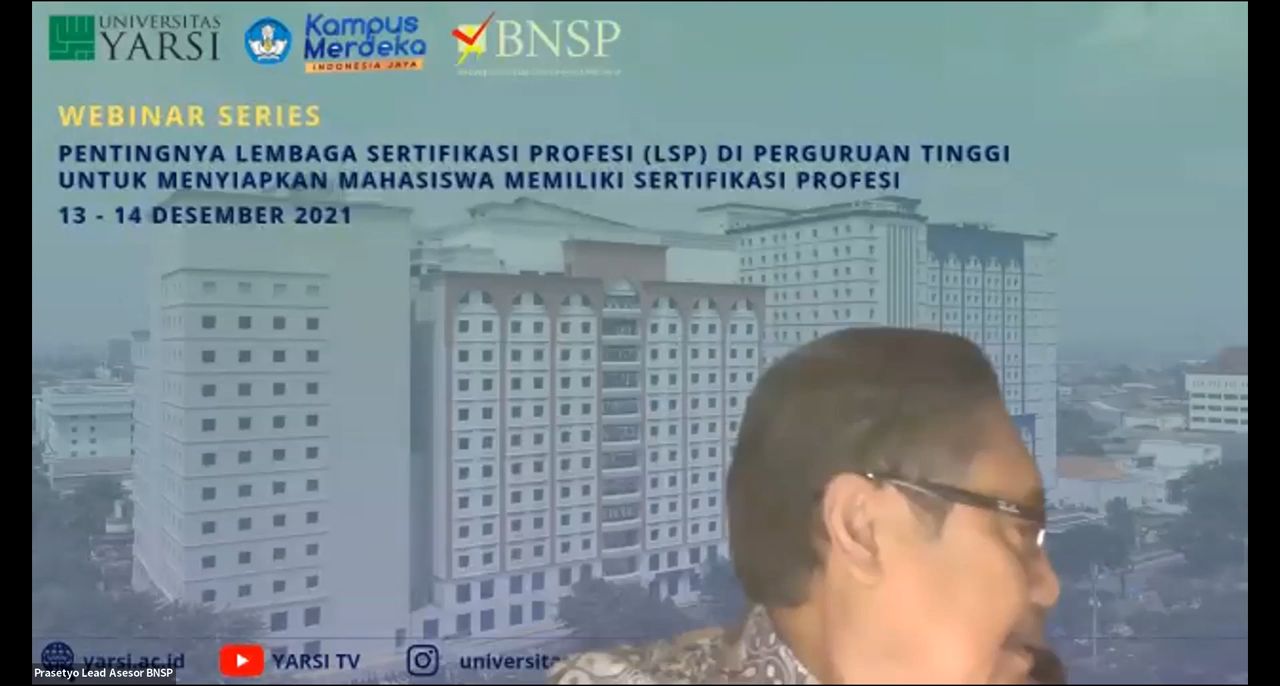 UNIVERSITAS
YARSI
Kampus
Merdeka
INDONESIA JAYA
BNSP
WEBINAR SERIES
PENTINGNYA LEMBAGA SERTIFIKASI PROFESI (LSP) DI PERGURUAN TINGGI
UNTUK MENYIAPKAN MAHASISWA MEMILIKI SERTIFIKASI PROFESI
13 - 14 DESEMBER 2021
yarsi.ac.id
YARSI TV
universita
Prasetyo Lead Asesor BNSP